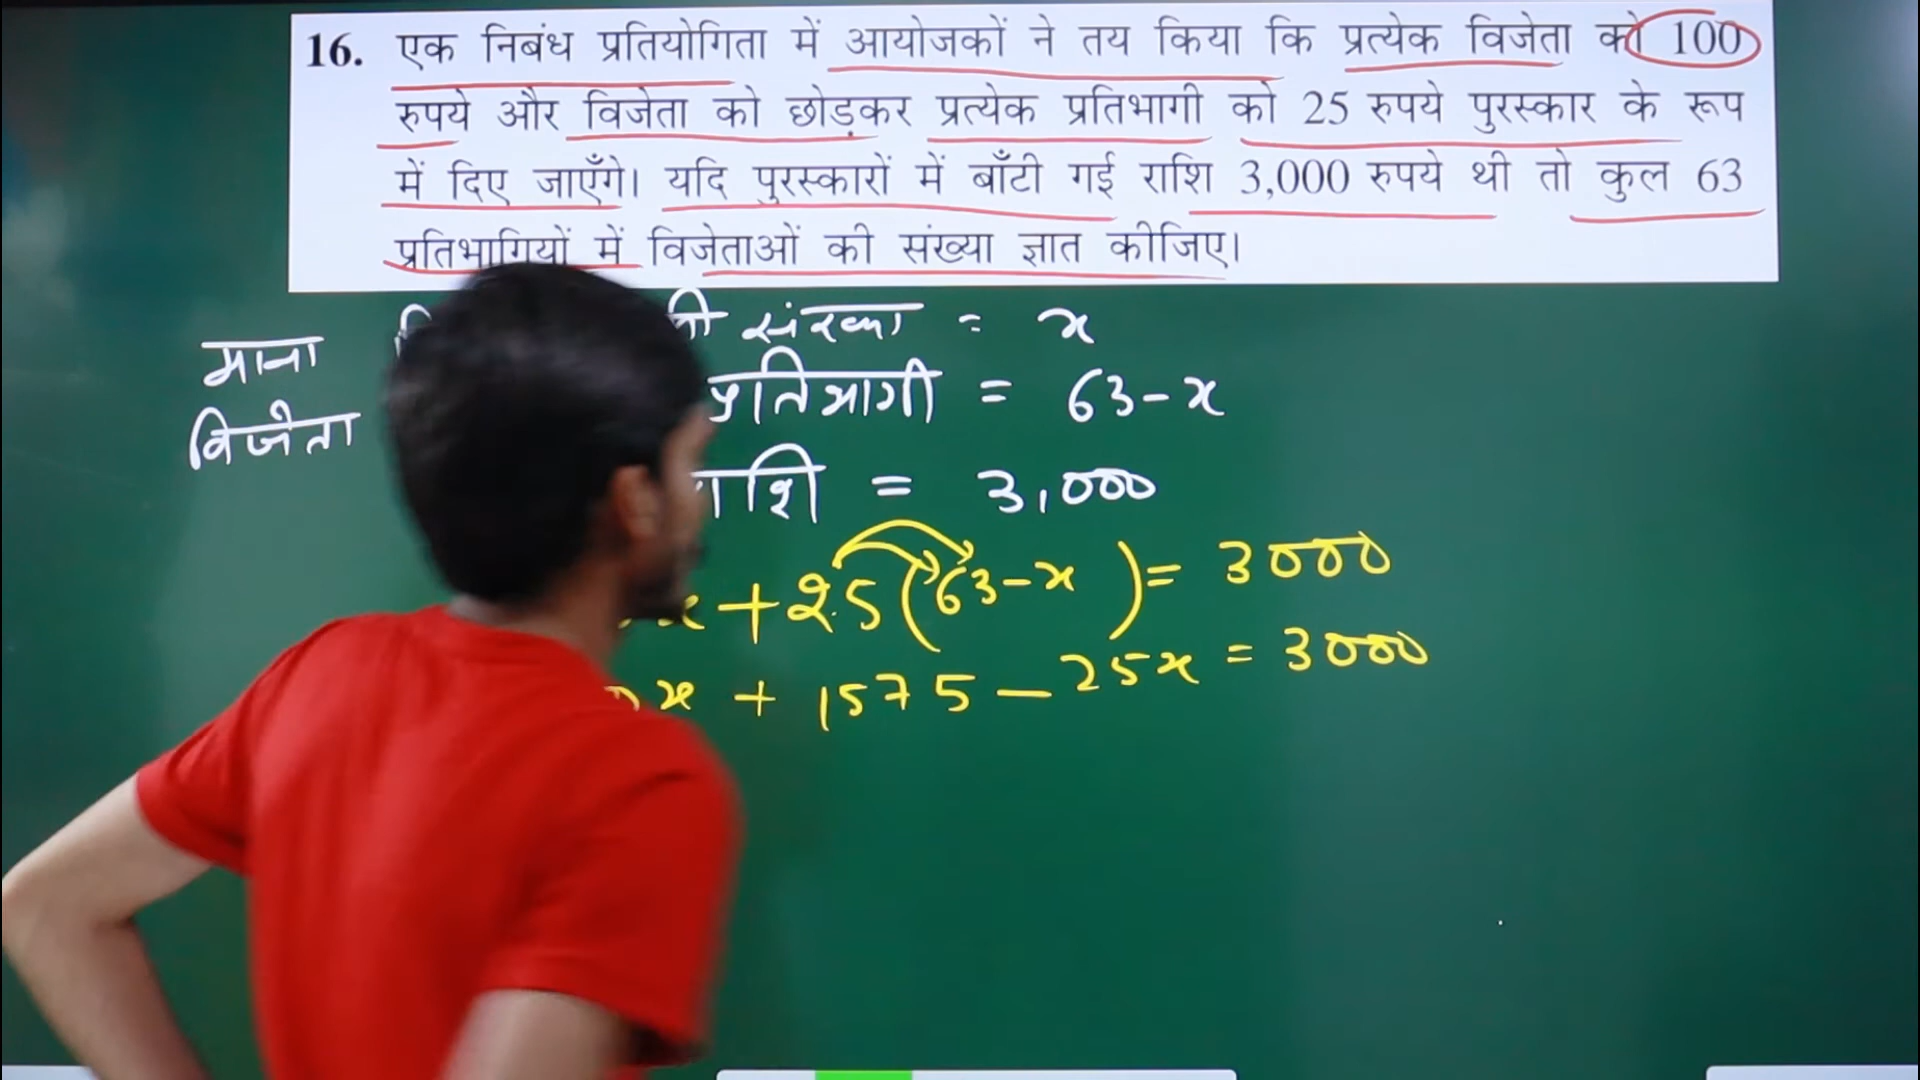 16. एक निबंध प्रतियोगिता में आयोजकों ने तय किया कि प्रत्येक विजेता को 100
रुपये और विजेता को छोड़कर प्रत्येक प्रतिभागी को 25 रुपये पुरस्कार के रूप
में दिए जाएँगे। यदि पुरस्कारों में बाँटी गई राशि 3,000 रुपये थी तो कुल 63
प्रतिभागियों में विजेताओं की संख्या ज्ञात कीजिए।
माना संख्या = x
विजेता प्रतिभागी = 63-x
राशि = 3,000
x +25(63-x) = 3000
x + 1575 - 25x = 3000